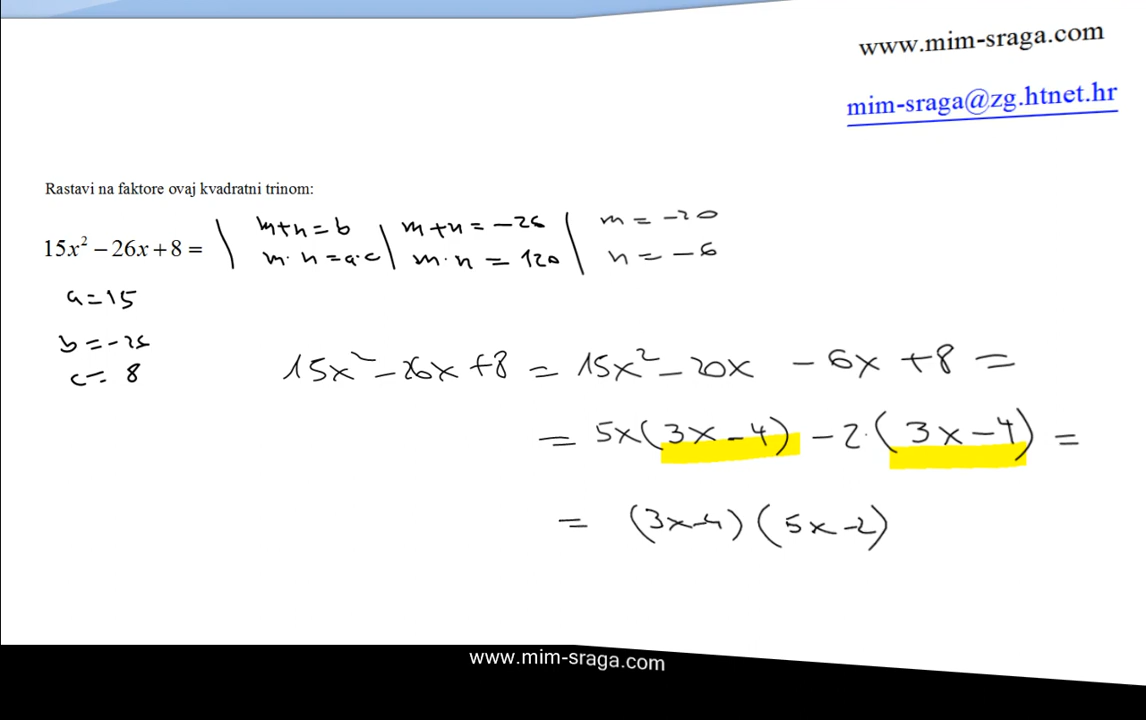 www.mim-sraga.com
mim-sraga@zg.htnet.hr
Rastavi na faktore ovaj kvadratni trinom:
15x² − 26x + 8 = \ m+n = b / m+n = −26 / m = −20
m·n = a·c m·n = 120 n = −6
a = 15
b = −26
c = 8
15x² − 26x + 8 = 15x² − 20x − 6x + 8 =
= 5x(3x − 4) − 2·(3x − 4) =
= (3x−4)(5x−2)
www.mim-sraga.com